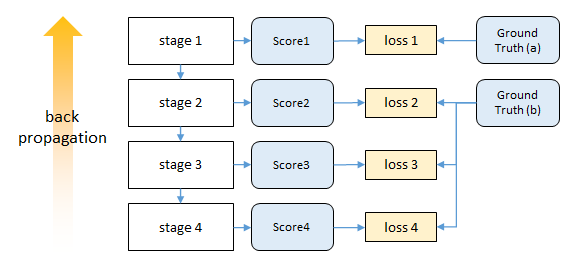 stage 1
Score1
loss 1
Ground
Truth (a)
stage 2
Score2
loss 2
Ground
Truth (b)
back
propagation
stage 3
Score3
loss 3
stage 4
Score4
loss 4